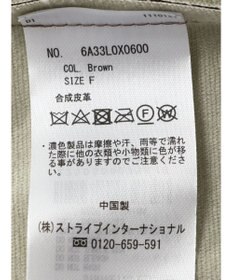 NO. 6A33L0X0600
COL. Brown
SIZE F
合成皮革
・濃色製品は摩擦や汗、雨等で濡れ
た際に他の衣類や小物類に色が移
る事がありますのでご注意くださ
い。
中国製
(株)ストライプインターナショナル
0120-659-591